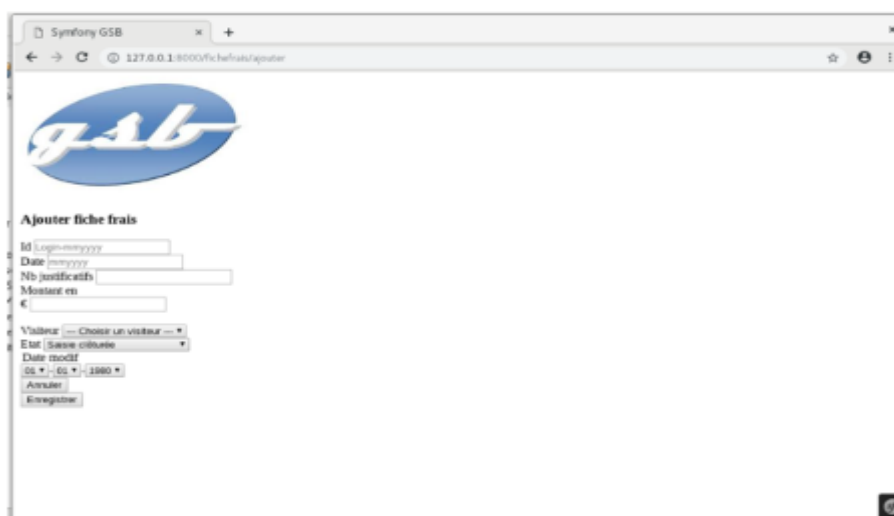 Symfony GSB
127.0.0.1:8000/fichefrais/ajouter
gsb
Ajouter fiche frais
Id Login-mmyyyy
Date mmyyyy
Nb justificatifs
Montant en
€
Visiteur --- Choisir un visiteur ---
Etat Saisie clôturée
Date modif
01 - 01 - 1980
Annuler
Enregistrer